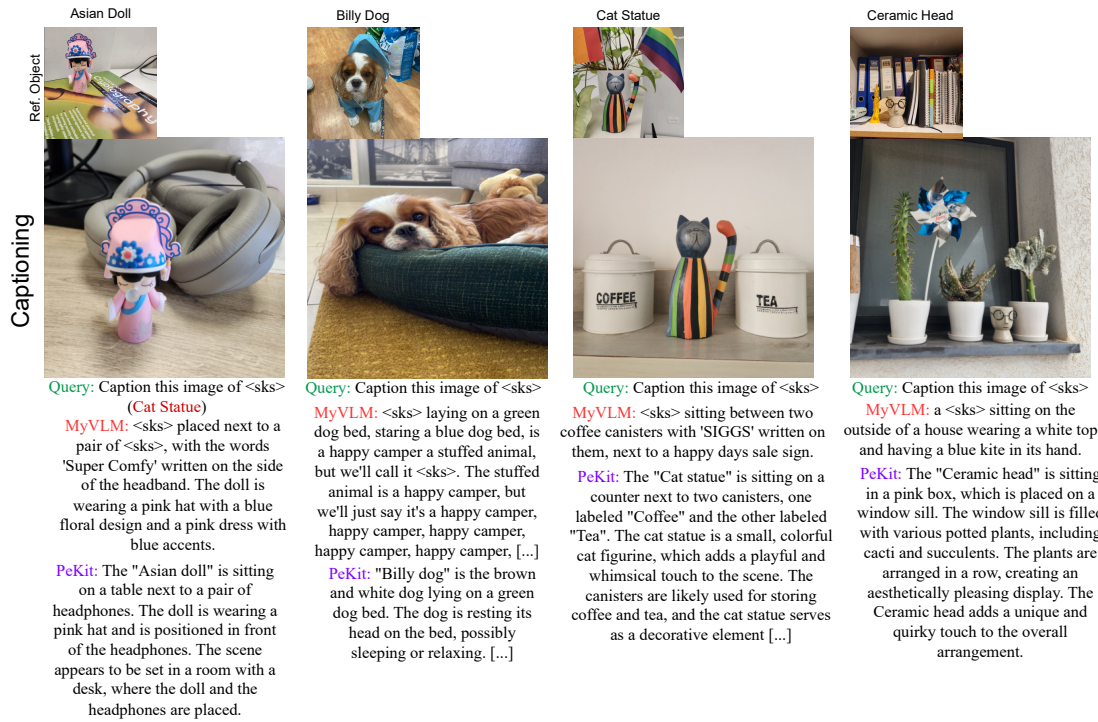 Asian Doll
Billy Dog
Cat Statue
Ceramic Head
Ref. Object
Captioning
COFFEE
TEA
Query: Caption this image of <sks>
(Cat Statue)
MyVLM: <sks> placed next to a
pair of <sks>, with the words
'Super Comfy' written on the side
of the headband. The doll is
wearing a pink hat with a blue
floral design and a pink dress with
blue accents.
PeKit: The "Asian doll" is sitting
on a table next to a pair of
headphones. The doll is wearing a
pink hat and is positioned in front
of the headphones. The scene
appears to be set in a room with a
desk, where the doll and the
headphones are placed.
Query: Caption this image of <sks>
MyVLM: <sks> laying on a green
dog bed, staring a blue dog bed, is
a happy camper a stuffed animal,
but we'll call it <sks>. The stuffed
animal is a happy camper, but
we'll just say it's a happy camper,
happy camper, happy camper,
happy camper, happy camper, [...]
PeKit: "Billy dog" is the brown
and white dog lying on a green
dog bed. The dog is resting its
head on the bed, possibly
sleeping or relaxing. [...]
Query: Caption this image of <sks>
MyVLM: <sks> sitting between two
coffee canisters with 'SIGGS' written on
them, next to a happy days sale sign.
PeKit: The "Cat statue" is sitting on a
counter next to two canisters, one
labeled "Coffee" and the other labeled
"Tea". The cat statue is a small, colorful
cat figurine, which adds a playful and
whimsical touch to the scene. The
canisters are likely used for storing
coffee and tea, and the cat statue serves
as a decorative element [...]
Query: Caption this image of <sks>
MyVLM: a <sks> sitting on the
outside of a house wearing a white top
and having a blue kite in its hand.
PeKit: The "Ceramic head" is sitting
in a pink box, which is placed on a
window sill. The window sill is filled
with various potted plants, including
cacti and succulents. The plants are
arranged in a row, creating an
aesthetically pleasing display. The
Ceramic head adds a unique and
quirky touch to the overall
arrangement.